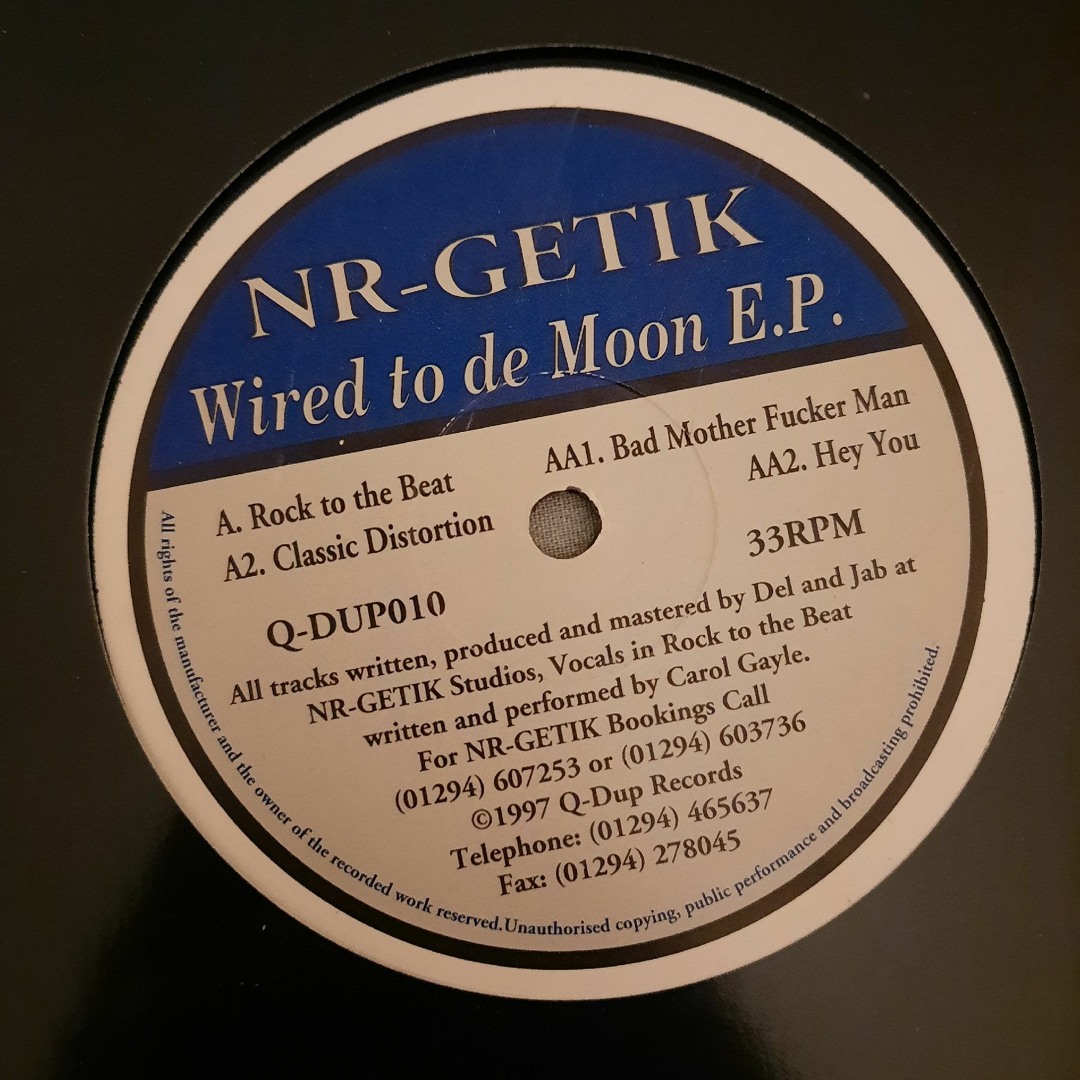 NR-GETIK
Wired to de Moon E.P.
A. Rock to the Beat
A2. Classic Distortion
AA1. Bad Mother Fucker Man
AA2. Hey You
Q-DUP010
33RPM
All tracks written, produced and mastered by Del and Jab at
NR-GETIK Studios, Vocals in Rock to the Beat
written and performed by Carol Gayle.
For NR-GETIK Bookings Call
(01294) 607253 or (01294) 603736
©1997 Q-Dup Records
Telephone: (01294) 465637
Fax: (01294) 278045
All rights of the manufacturer and the owner of the recorded work reserved. Unauthorised copying, public performance and broadcasting prohibited.